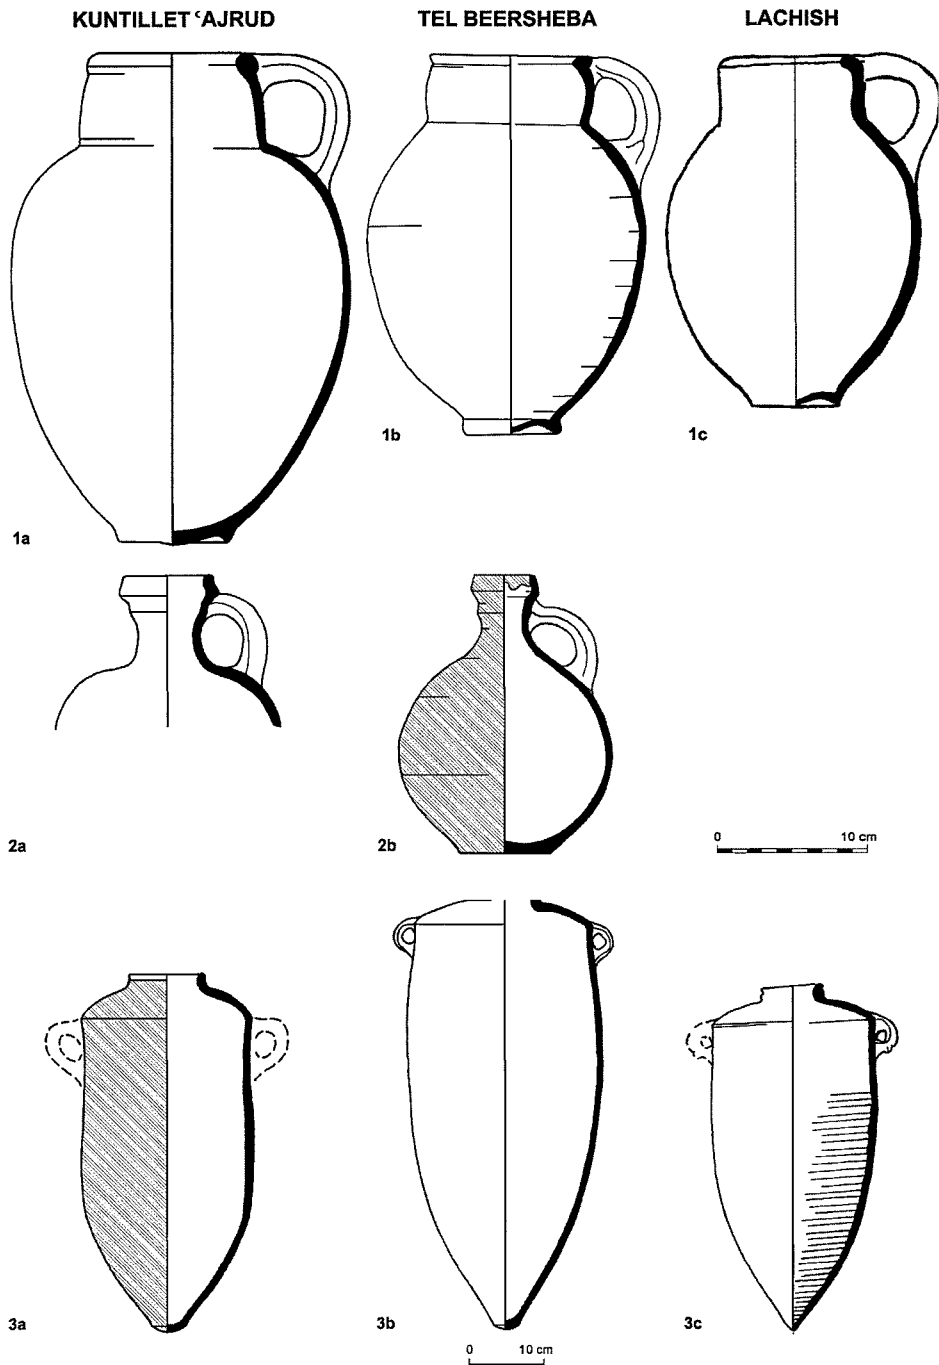 KUNTILLET ʿAJRUD TEL BEERSHEBA LACHISH
1b 1c
1a
2a 2b
0 10 cm
3a 3b 3c
0 10 cm